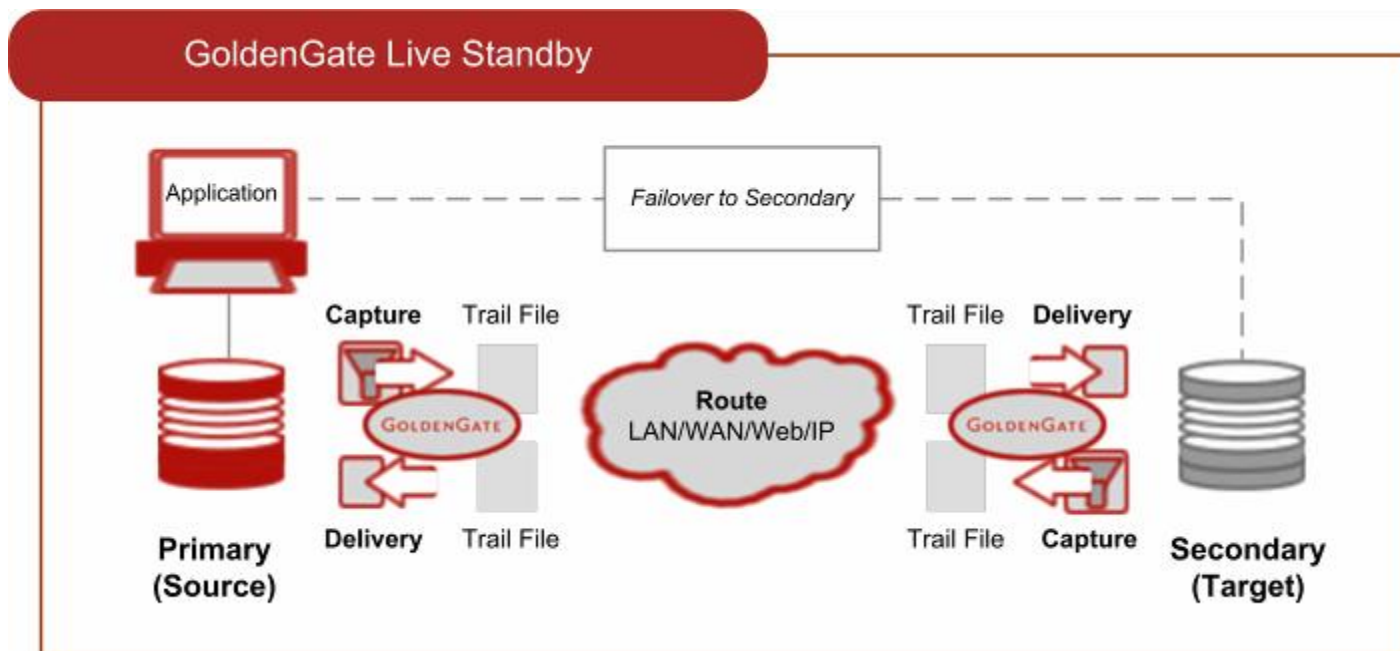 GoldenGate Live Standby
Application
Failover to Secondary
Capture
Trail File
Trail File
Delivery
Route
LAN/WAN/Web/IP
GOLDENGATE
GOLDENGATE
Delivery
Trail File
Trail File
Capture
Primary
(Source)
Secondary
(Target)